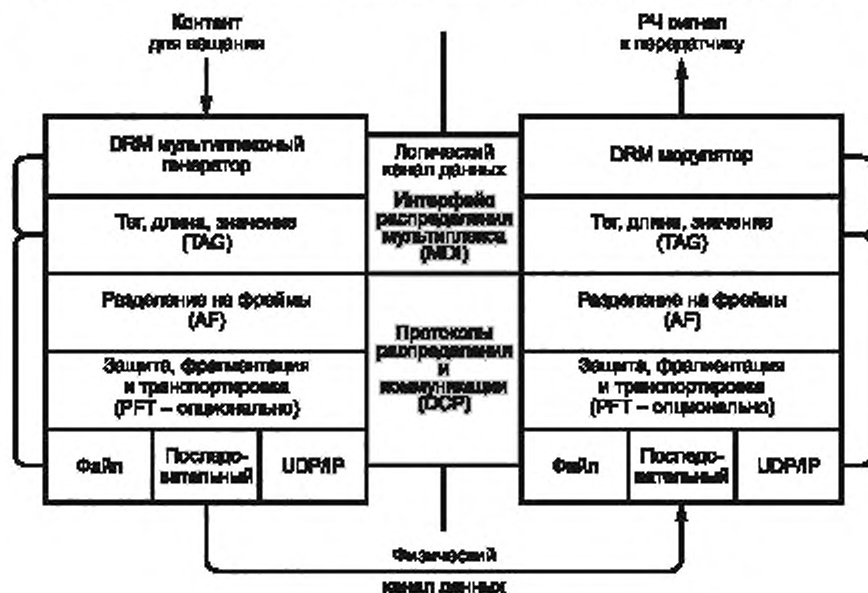 Контент
для вещания
РЧ сигнал
к передатчику
DRM мультиплексный
генератор
Тег, длина, значение
(TAG)
Разделение на фреймы
(AF)
Защита, фрагментация
и транспортировка
(PFT – опционально)
Файл
Последо-
вательный
UDP/IP
Логический
канал данных
Интерфейс
распределения
мультиплекса
(MDI)
Протоколы
распределения
и
коммуникации
(DCP)
DRM модулятор
Тег, длина, значение
(TAG)
Разделение на фреймы
(AF)
Защита, фрагментация
и транспортировка
(PFT – опционально)
Файл
Последо-
вательный
UDP/IP
Физический
канал данных